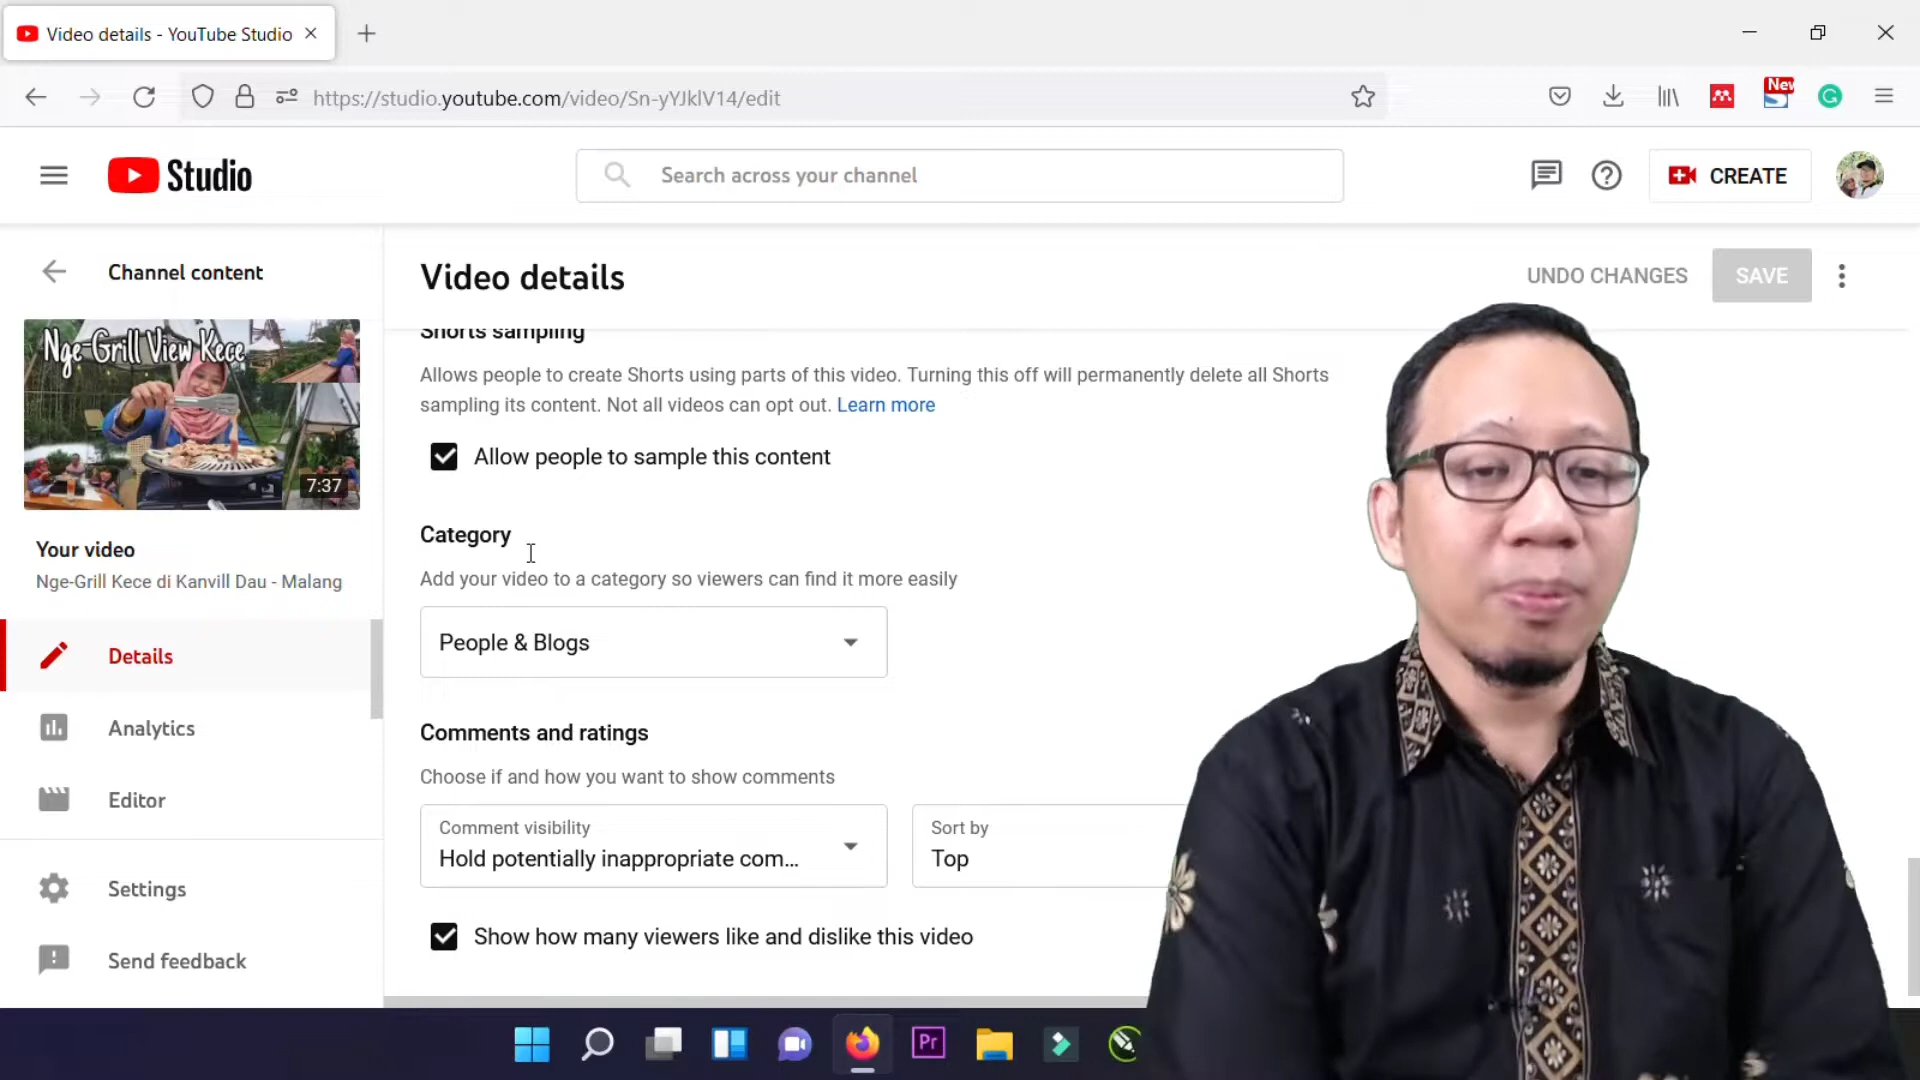 Video details - YouTube Studio
https://studio.youtube.com/video/Sn-yYJklV14/edit
New
Studio
Search across your channel
CREATE
Channel content
Video details
UNDO CHANGES
SAVE
Nge-Grill View Kece
7:37
Your video
Nge-Grill Kece di Kanvill Dau - Malang
Details
Analytics
Editor
Settings
Send feedback
Shorts sampling
Allows people to create Shorts using parts of this video. Turning this off will permanently delete all Shorts
sampling its content. Not all videos can opt out. Learn more
Allow people to sample this content
Category
Add your video to a category so viewers can find it more easily
People & Blogs
Comments and ratings
Choose if and how you want to show comments
Comment visibility
Hold potentially inappropriate com...
Sort by
Top
Show how many viewers like and dislike this video
Pr